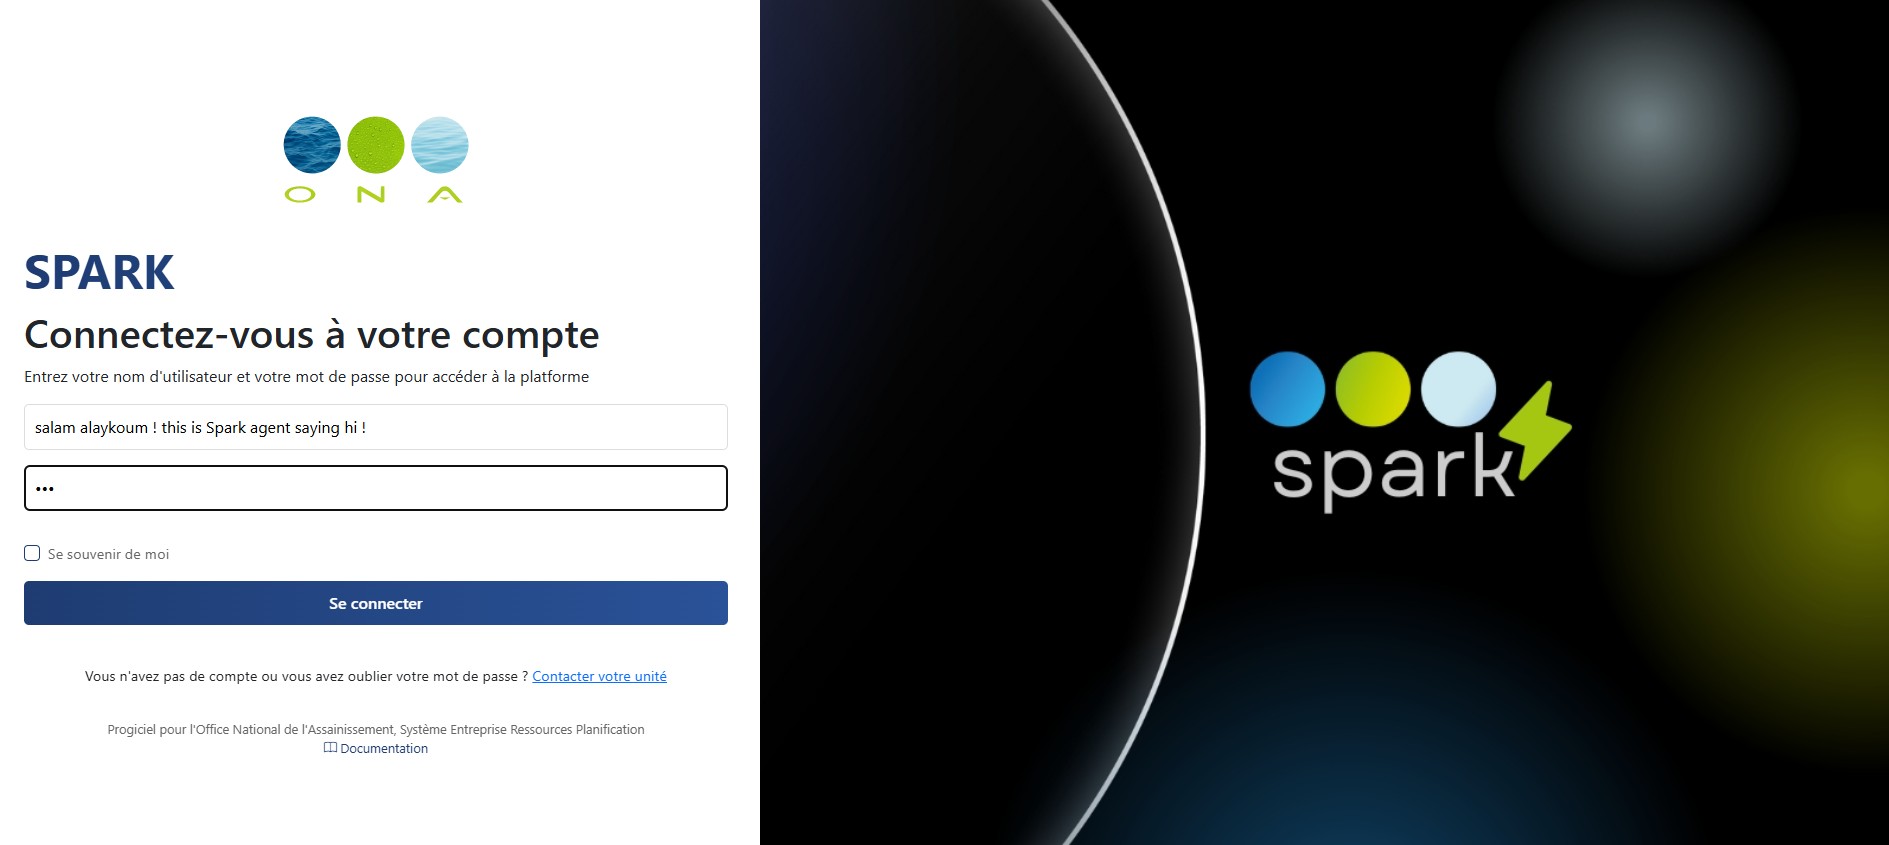 O N A
SPARK
Connectez-vous à votre compte
Entrez votre nom d'utilisateur et votre mot de passe pour accéder à la platforme
salam alaykoum ! this is Spark agent saying hi !
•••
Se souvenir de moi
Se connecter
Vous n'avez pas de compte ou vous avez oublier votre mot de passe ? Contacter votre unité
Progiciel pour l'Office National de l'Assainissement, Système Entreprise Ressources Planification
Documentation
spark